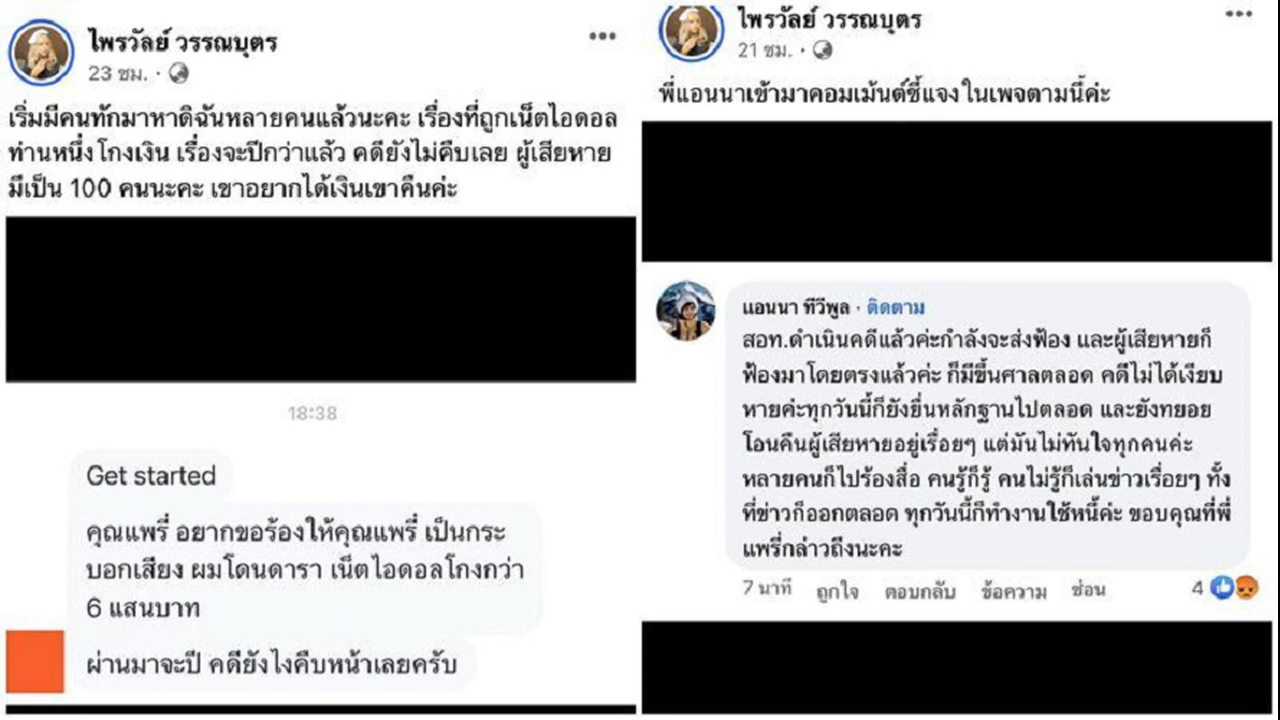 ไพรวัลย์ วรรณบุตร
23 ชม. ·
เริ่มมีคนทักมาหาดิฉันหลายคนแล้วนะคะ เรื่องที่ถูกเน็ตไอดอล
ทำนหนึ่งโกงเงิน เรื่องจะปีกว่าแล้ว คดียังไม่คืบเลย ผู้เสียหาย
มีเป็น 100 คนนะคะ เขาอยากได้เงินเขาคืนค่ะ
18:38
Get started
คุณแพรี่ อยากขอร้องให้คุณแพรี่ เป็นกระ
บอกเสียง ผมโดนดารา เน็ตไอดอลโกงกว่า
6 แสนบาท
ผ่านมาจะปี คดียังไงคืบหน้าเลยครับ
ไพรวัลย์ วรรณบุตร
21 ชม. ·
พี่แอนนาเข้ามาคอมเม้นต์ชี้แจงในเพจตามนี้ค่ะ
แอนนา ทีวีพูล · ติดตาม
สอท.ดำเนินคดีแล้วค่ะกำลังจะส่งฟ้อง และผู้เสียหายก็
ฟ้องมาโดยตรงแล้วค่ะ ก็มีขึ้นศาลตลอด คดีไม่ได้เงียบ
หายค่ะทุกวันนี้ก็ยังยื่นหลักฐานไปตลอด และยังทยอย
โอนคืนผู้เสียหายอยู่เรื่อยๆ แต่มันไม่ทันใจทุกคนค่ะ
หลายคนก็ไปร้องสื่อ คนรู้ก็รู้ คนไม่รู้ก็เล่นข่าวเรื่อยๆ ทั้ง
ที่ข่าวก็ออกตลอด ทุกวันนี้ก็ทำงานใช้หนี้ค่ะ ขอบคุณที่พี่
แพรี่กล่าวถึงนะคะ
7 นาที ถูกใจ ตอบกลับ ข้อความ ซ่อน 4